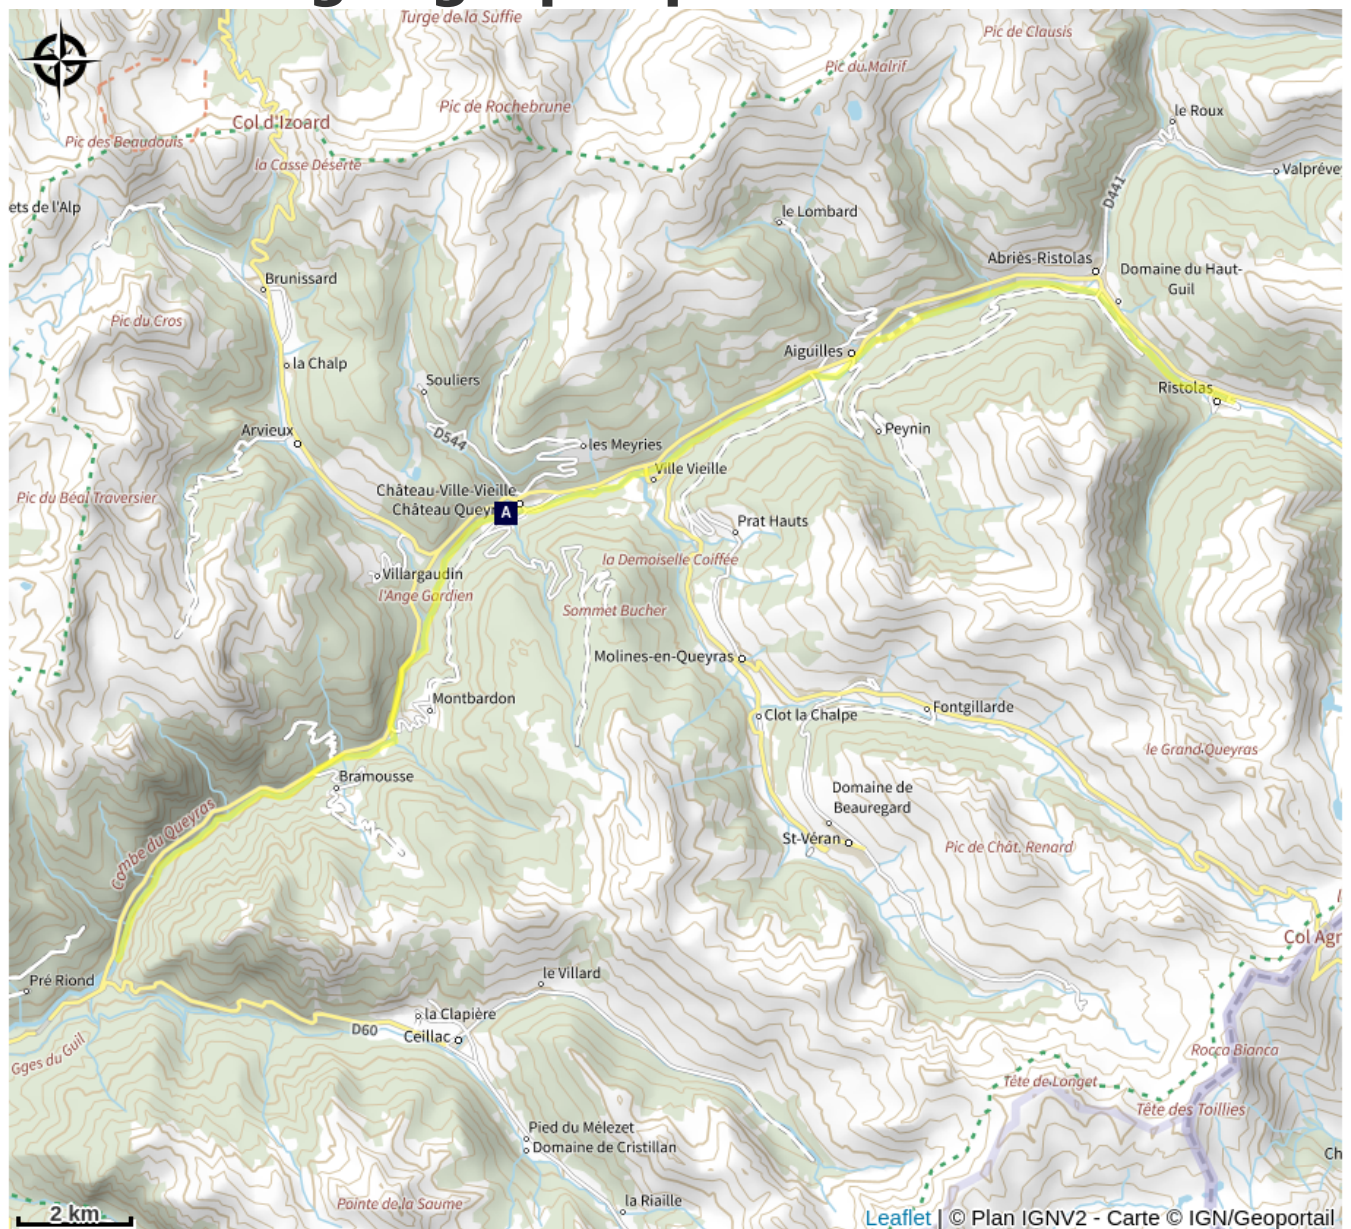 Turge de la Suffie
Pic de Clausis
Pic du Malrif
Pic de Rochebrune
le Roux
Col d'Izoard
Pic des Beaudouis
la Casse Déserte
Valpréve
D441
ets de l'Alp
le Lombard
Abriès-Ristolas
Domaine du Haut-
Guil
Brunissard
Pic du Cros
Aiguilles
la Chalp
Souliers
Ristolas
Arvieux
D544
les Meyries
Peynin
Ville Vieille
Château-Ville-Vieille
Pic du Béal Traversier
Château Quey
A
Prat Hauts
la Demoiselle Coiffée
Villargaudin
l'Ange Gardien
Sommet Bucher
Molines-en-Queyras
Montbardon
Clot la Chalpe
Fontgillarde
le Grand Queyras
Bramousse
Domaine de
Beauregard
Combe du Queyras
St-Véran
Pic de Chât. Renard
Col Agr
Pré Riond
le Villard
la Clapière
D60
Ceillac
Gges du Guil
Rocca Bianca
Tête de Longet
Tête des Toillies
Pied du Mélezet
Domaine de Cristillan
Ch
Pointe de la Saume
la Riaille
2 km
Leaflet | © Plan IGNV2 - Carte © IGN/Geoportail